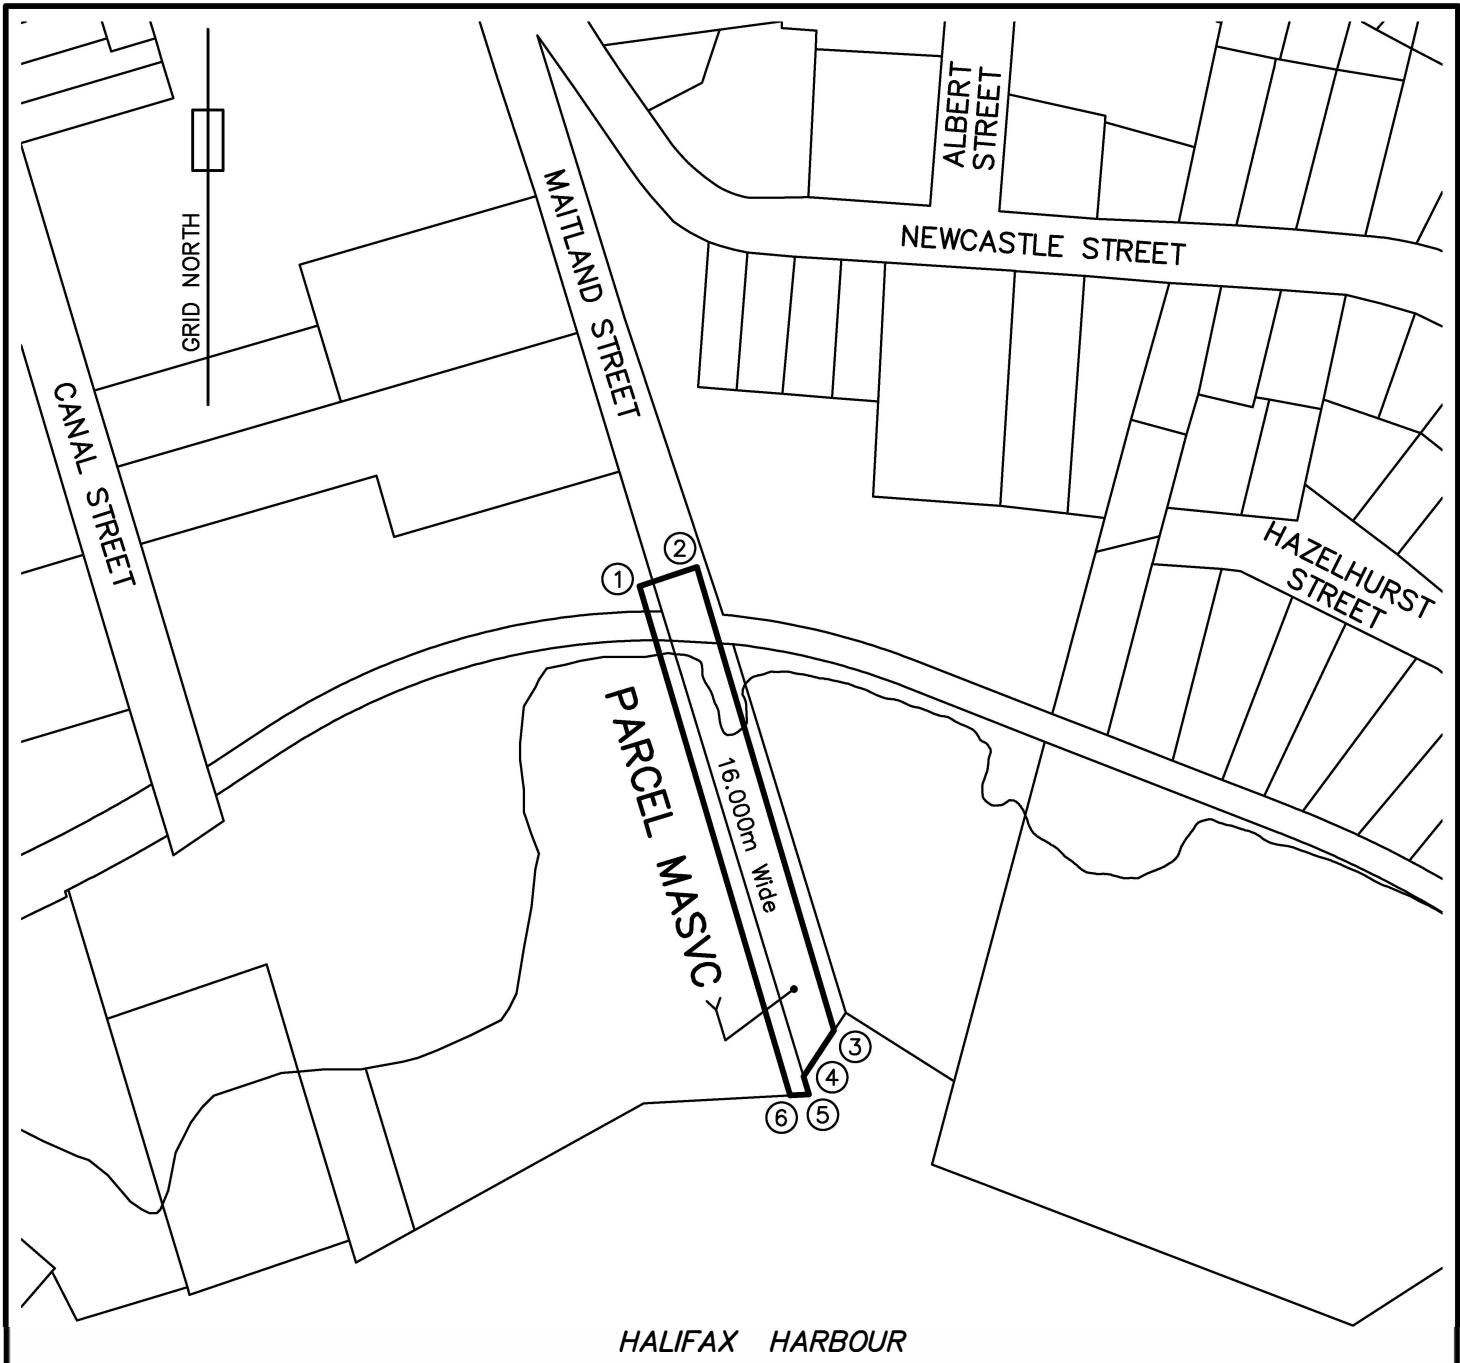 ALBERT
STREET
MAITLAND STREET
NEWCASTLE STREET
GRID NORTH
CANAL STREET
HAZELHURST
STREET
2
1
PARCEL MASVC
16.000m Wide
3
4
5
6
HALIFAX HARBOUR